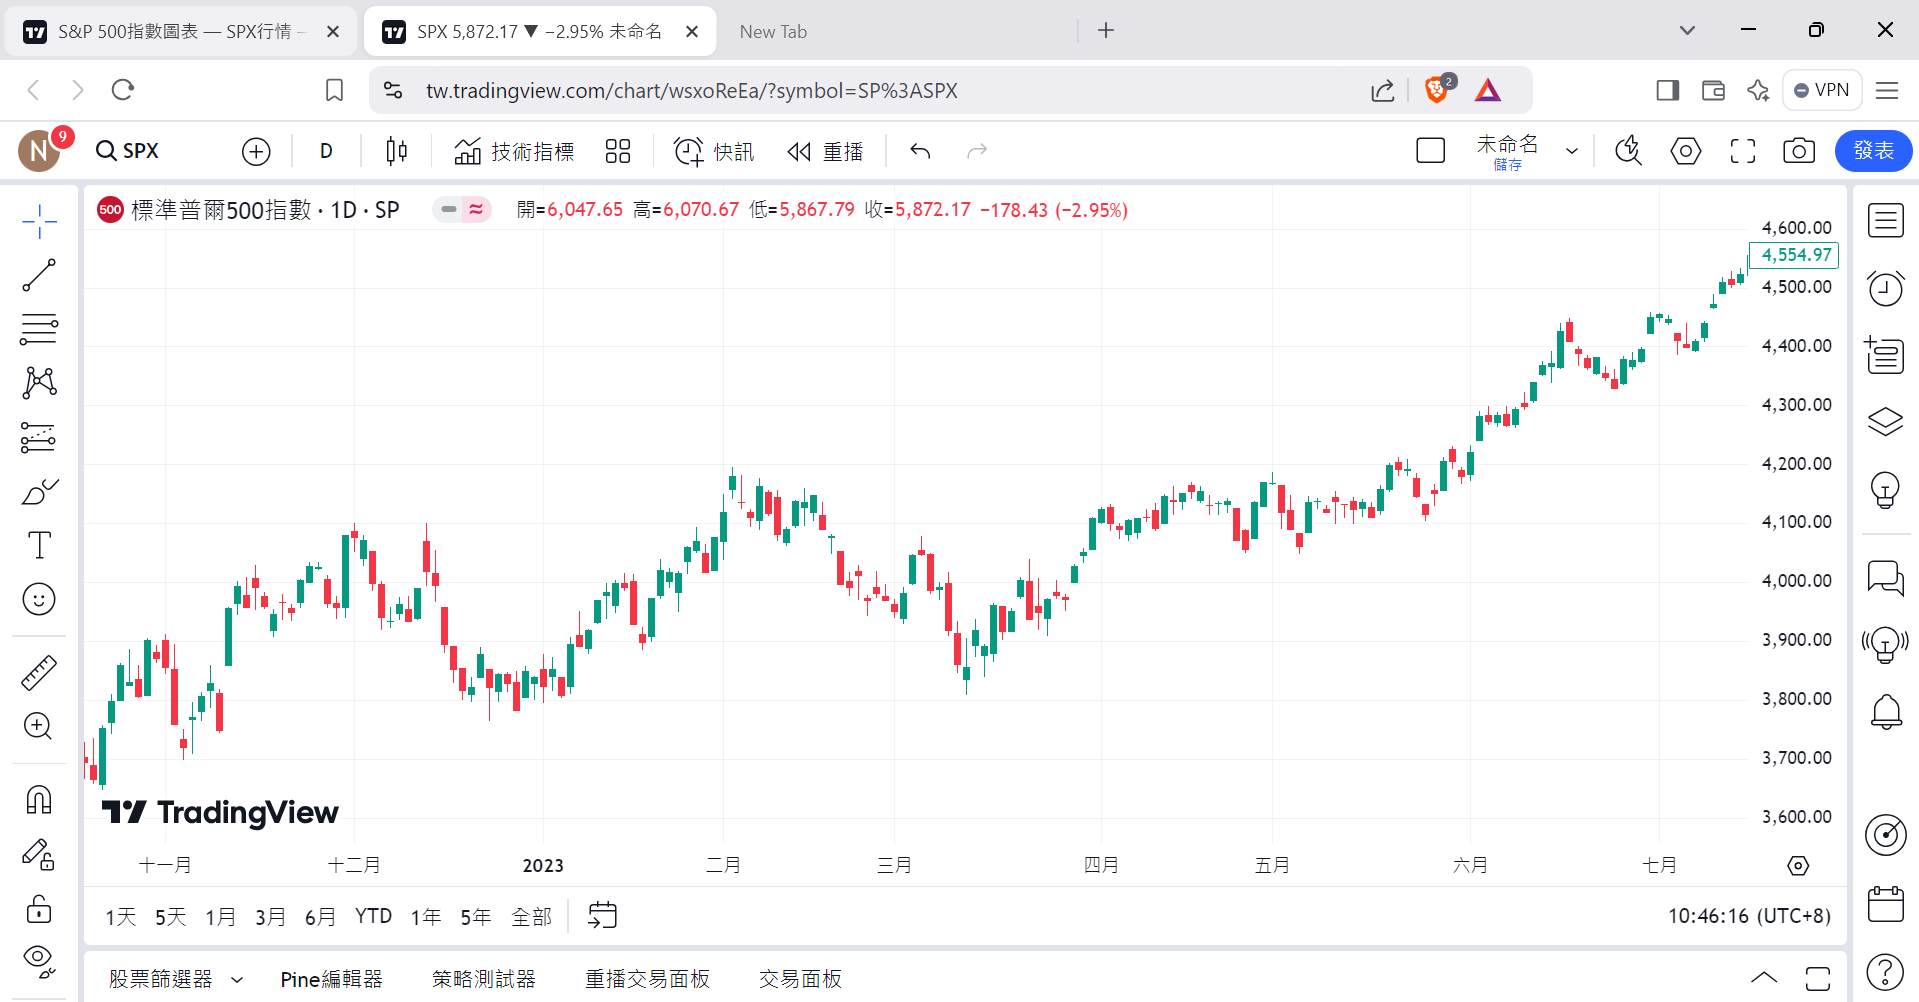 S&P 500指數圖表 — SPX行情 –
SPX 5,872.17 ▼ −2.95% 未命名
New Tab
tw.tradingview.com/chart/wsxoReEa/?symbol=SP%3ASPX
2
VPN
N
9
SPX
D
技術指標
快訊
重播
未命名
儲存
發表
500
標準普爾500指數 · 1D · SP
開=6,047.65 高=6,070.67 低=5,867.79 收=5,872.17 −178.43 (−2.95%)
4,600.00
4,554.97
4,500.00
4,400.00
4,300.00
4,200.00
4,100.00
4,000.00
3,900.00
3,800.00
3,700.00
3,600.00
TradingView
十一月 十二月 2023 二月 三月 四月 五月 六月 七月
1天 5天 1月 3月 6月 YTD 1年 5年 全部
10:46:16 (UTC+8)
股票篩選器 Pine編輯器 策略測試器 重播交易面板 交易面板